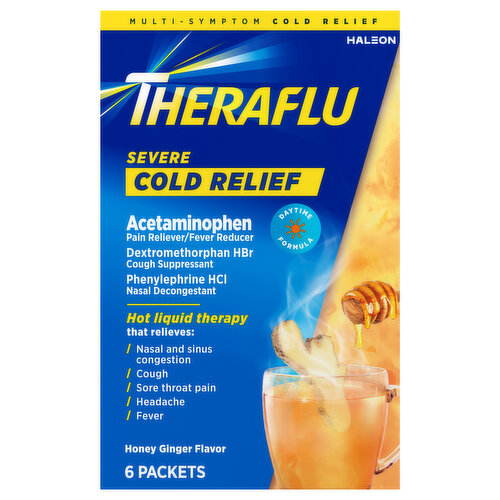 MULTI-SYMPTOM COLD RELIEF
HALEON
THERAFLU
SEVERE
COLD RELIEF
Acetaminophen
Pain Reliever/Fever Reducer
Dextromethorphan HBr
Cough Suppressant
Phenylephrine HCl
Nasal Decongestant
DAYTIME
FORMULA
Hot liquid therapy
that relieves:
/ Nasal and sinus
congestion
/ Cough
/ Sore throat pain
/ Headache
/ Fever
Honey Ginger Flavor
6 PACKETS